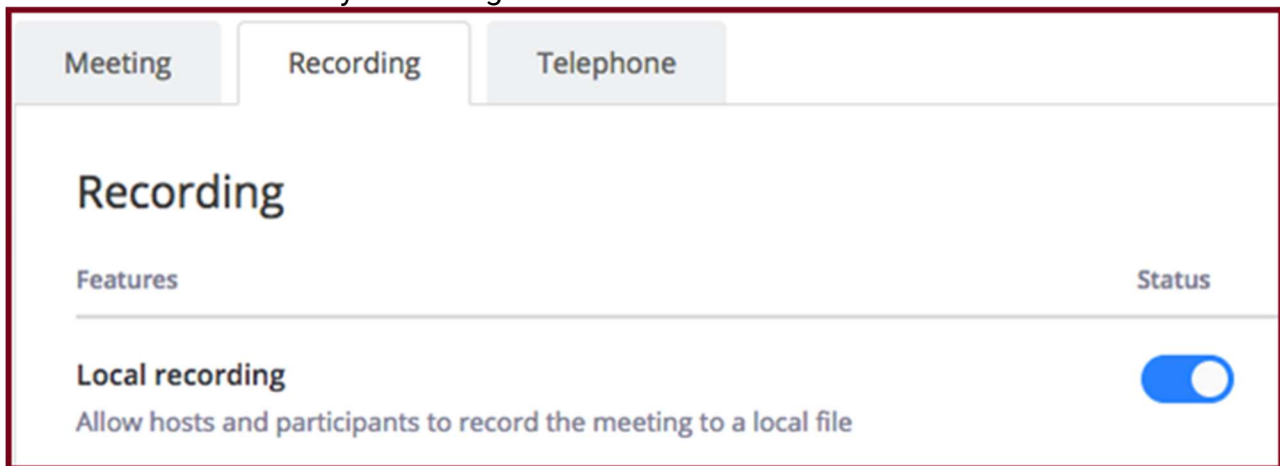 Meeting Recording Telephone
Recording
Features Status
Local recording
Allow hosts and participants to record the meeting to a local file